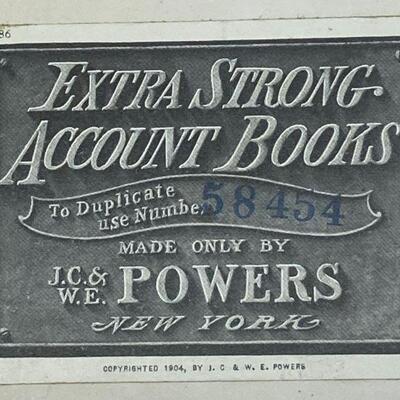 86
EXTRA STRONG
ACCOUNT BOOKS
To Duplicate
use Number 58454
MADE ONLY BY
J.C. &
W.E. POWERS
NEW YORK
COPYRIGHTED 1904, BY J. C & W. E. POWERS